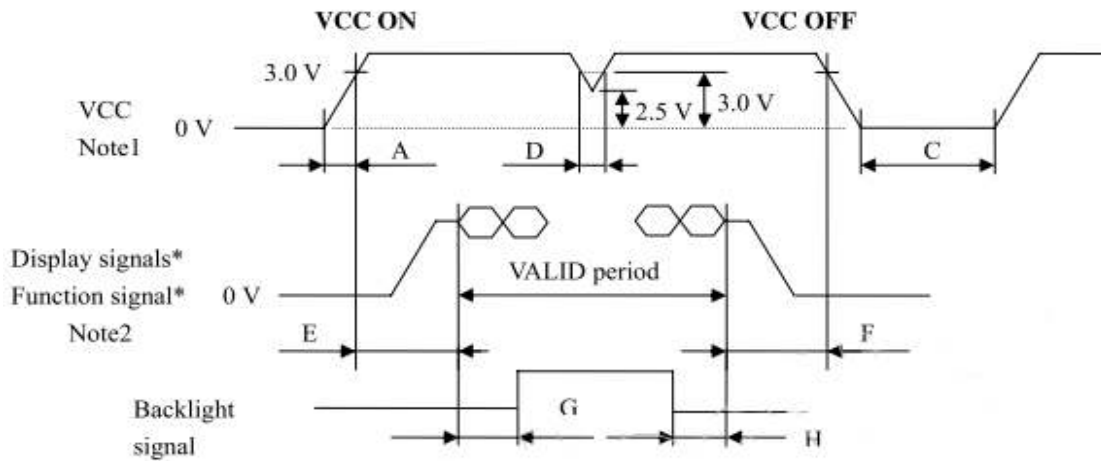 VCC ON
VCC OFF
3.0 V
2.5 V
3.0 V
VCC
0 V
Note1
A
D
C
Display signals*
VALID period
Function signal*
0 V
Note2
E
F
Backlight
G
signal
H